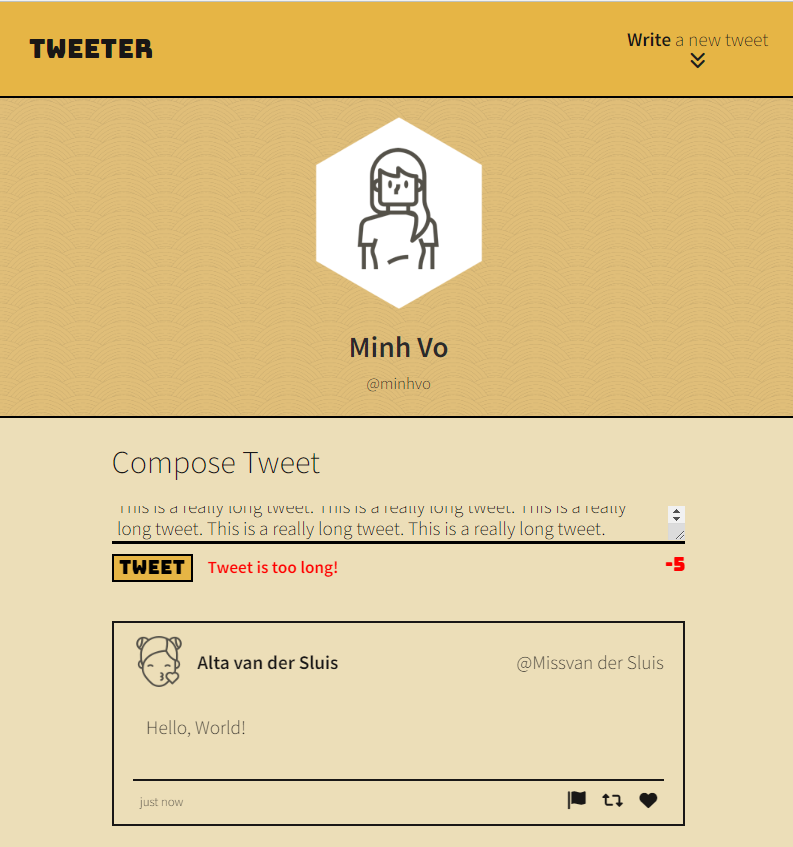 TWEETER
Write a new tweet
Minh Vo
@minhvo
Compose Tweet
This is a really long tweet. This is a really long tweet. This is a really
long tweet. This is a really long tweet. This is a really long tweet.
TWEET Tweet is too long! -5
Alta van der Sluis @Missvan der Sluis
Hello, World!
just now